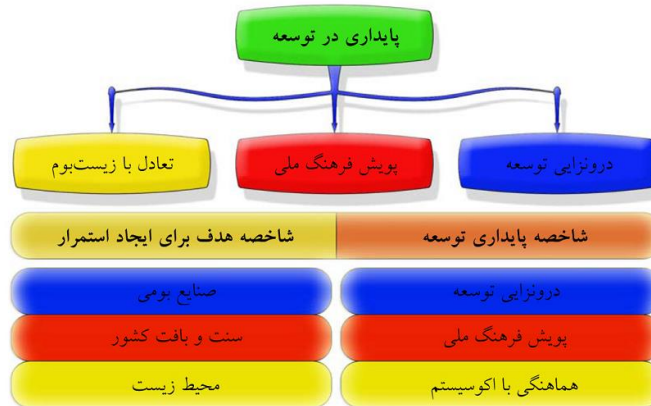 پایداری در توسعه
درونزایی توسعه
پویش فرهنگ ملی
تعادل با زیست‌بوم
شاخصه پایداری توسعه
شاخصه هدف برای ایجاد استمرار
درونزایی توسعه
صنایع بومی
پویش فرهنگ ملی
سنت و بافت کشور
هماهنگی با اکوسیستم
محیط زیست